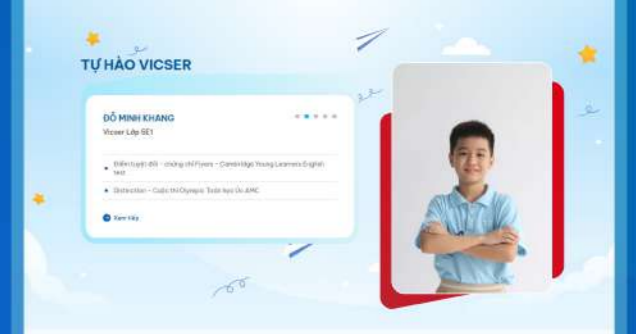 TỰ HÀO VICSER
ĐỖ MINH KHANG
Vicser Lớp 5E1
Điểm tuyệt đối - chứng chỉ Flyers - Cambridge Young Learners English
test
Distinction - Cuộc thi Olympic Toán học Úc AMC
Xem tiếp